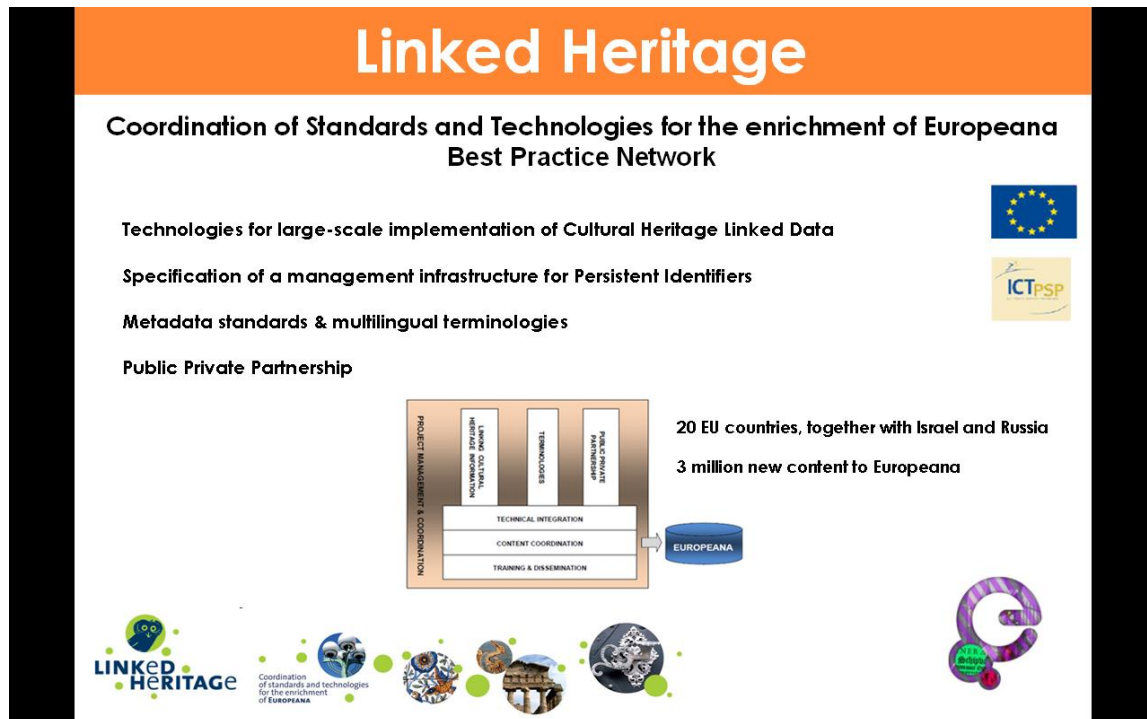 Linked Heritage
Coordination of Standards and Technologies for the enrichment of Europeana
Best Practice Network
Technologies for large-scale implementation of Cultural Heritage Linked Data
Specification of a management infrastructure for Persistent Identifiers
ICTPSP
Metadata standards & multilingual terminologies
Public Private Partnership
PROJECT MANAGEMENT & COORDINATION
LINKING CULTURAL
HERITAGE INFORMATION
TERMINOLOGIES
PUBLIC PRIVATE
PARTNERSHIP
TECHNICAL INTEGRATION
CONTENT COORDINATION
TRAINING & DISSEMINATION
EUROPEANA
20 EU countries, together with Israel and Russia
3 million new content to Europeana
LINKeD
HeRITAGe
Coordination
of standards and technologies
for the enrichment
of EUROPEANA